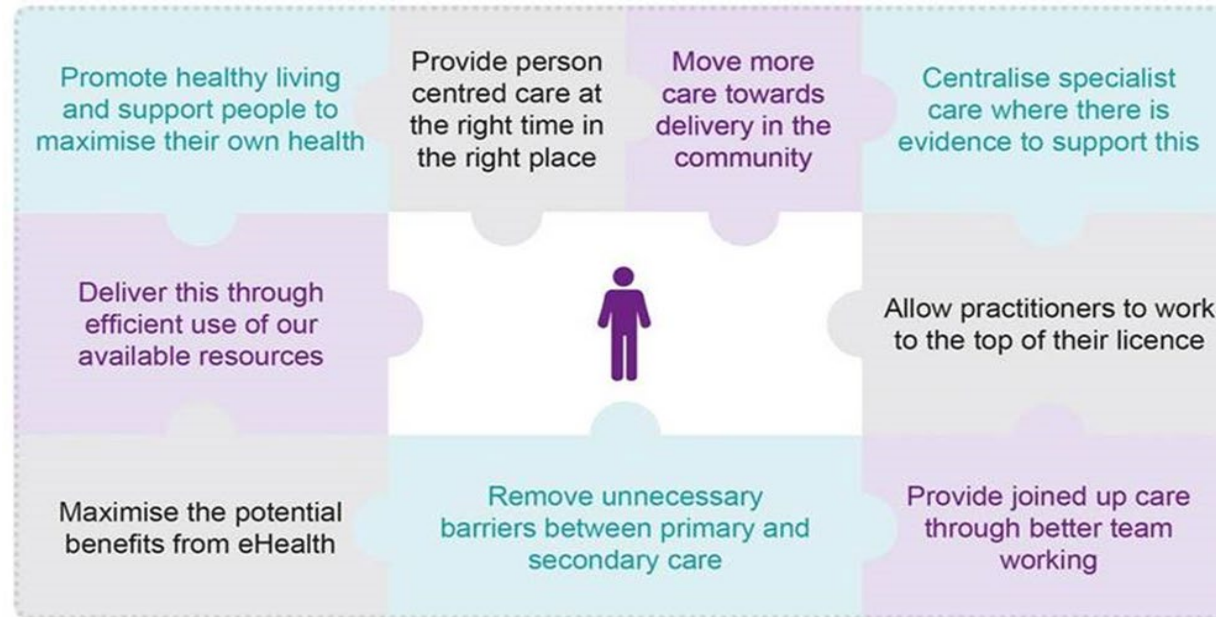 Promote healthy living
and support people to
maximise their own health
Provide person
centred care at
the right time in
the right place
Move more
care towards
delivery in the
community
Centralise specialist
care where there is
evidence to support this
Deliver this through
efficient use of our
available resources
Allow practitioners to work
to the top of their licence
Maximise the potential
benefits from eHealth
Remove unnecessary
barriers between primary and
secondary care
Provide joined up care
through better team
working